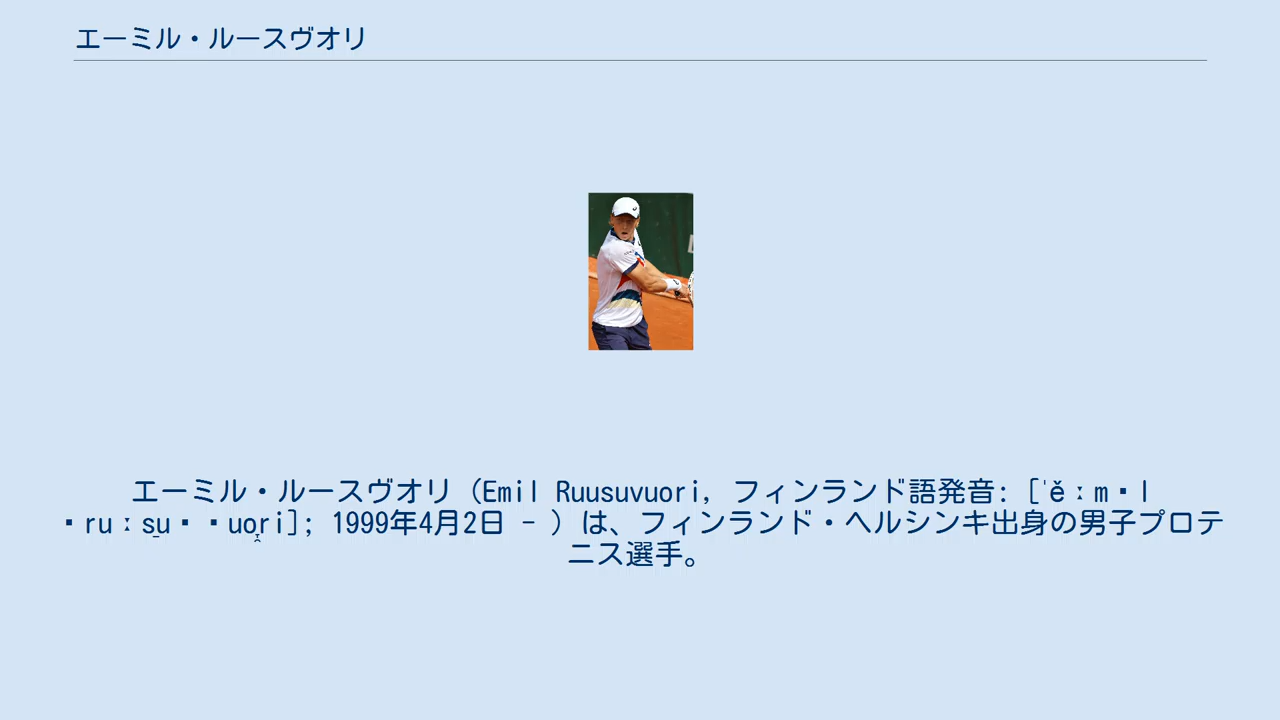 エーミル・ルースヴオリ
エーミル・ルースヴオリ (Emil Ruusuvuori, フィンランド語発音: [ˈĕːm▪l
▪ruːs̠u▪▪uo̯r̝i]; 1999年4月2日 - ) は、フィンランド・ヘルシンキ出身の男子プロテ
ニス選手。